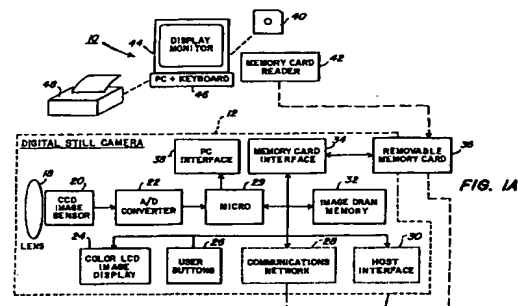 10
44
DISPLAY
MONITOR
PC + KEYBOARD
46
48
40
MEMORY CARD
READER
42
12
DIGITAL STILL CAMERA
18
LENS
20
CCD
IMAGE
SENSOR
22
A/D
CONVERTER
38
PC
INTERFACE
29
MICRO
34
MEMORY CARD
INTERFACE
32
IMAGE DRAM
MEMORY
REMOVABLE
MEMORY CARD
36
FIG. 1A
24
COLOR LCD
IMAGE
DISPLAY
26
USER
BUTTONS
28
COMMUNICATIONS
NETWORK
30
HOST
INTERFACE